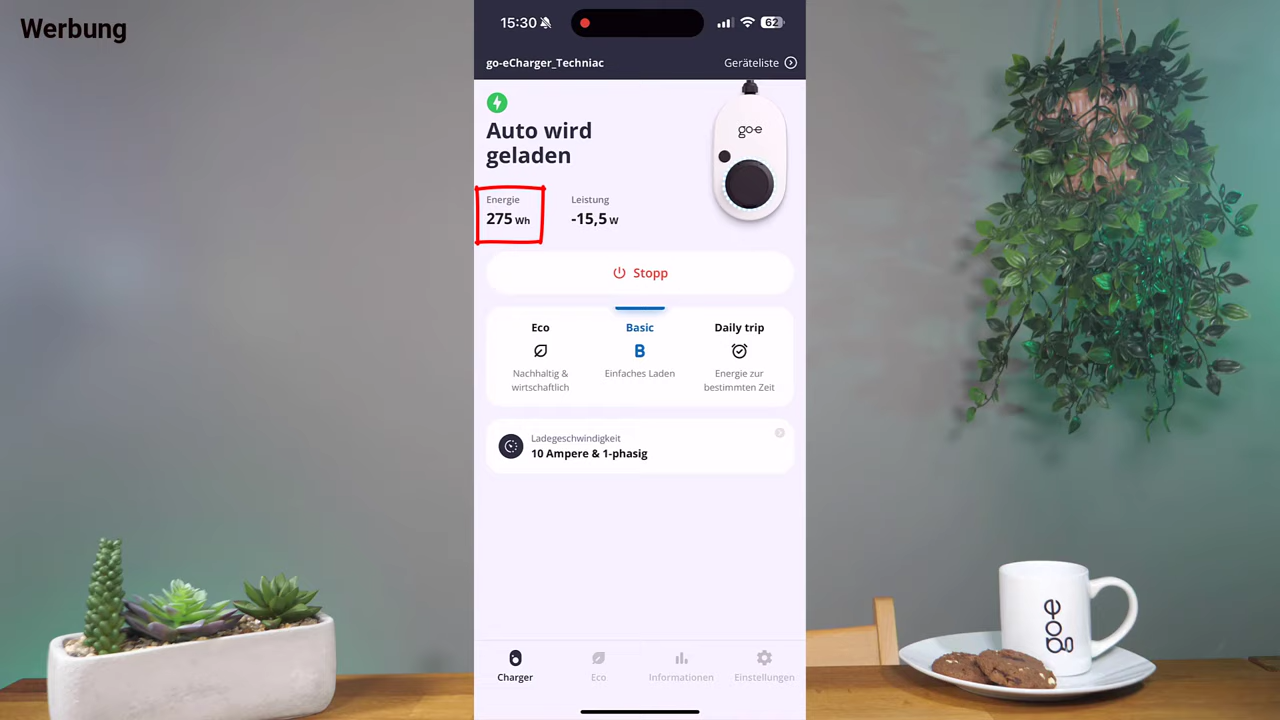 Werbung
15:30
62
go-eCharger_Techniac
Geräteliste
Auto wird
geladen
go-e
Energie
275 Wh
Leistung
-15,5 W
Stopp
Eco
Nachhaltig &
wirtschaftlich
Basic
B
Einfaches Laden
Daily trip
Energie zur
bestimmten Zeit
Ladegeschwindigkeit
10 Ampere & 1-phasig
Charger
Eco
Informationen
Einstellungen
go-e